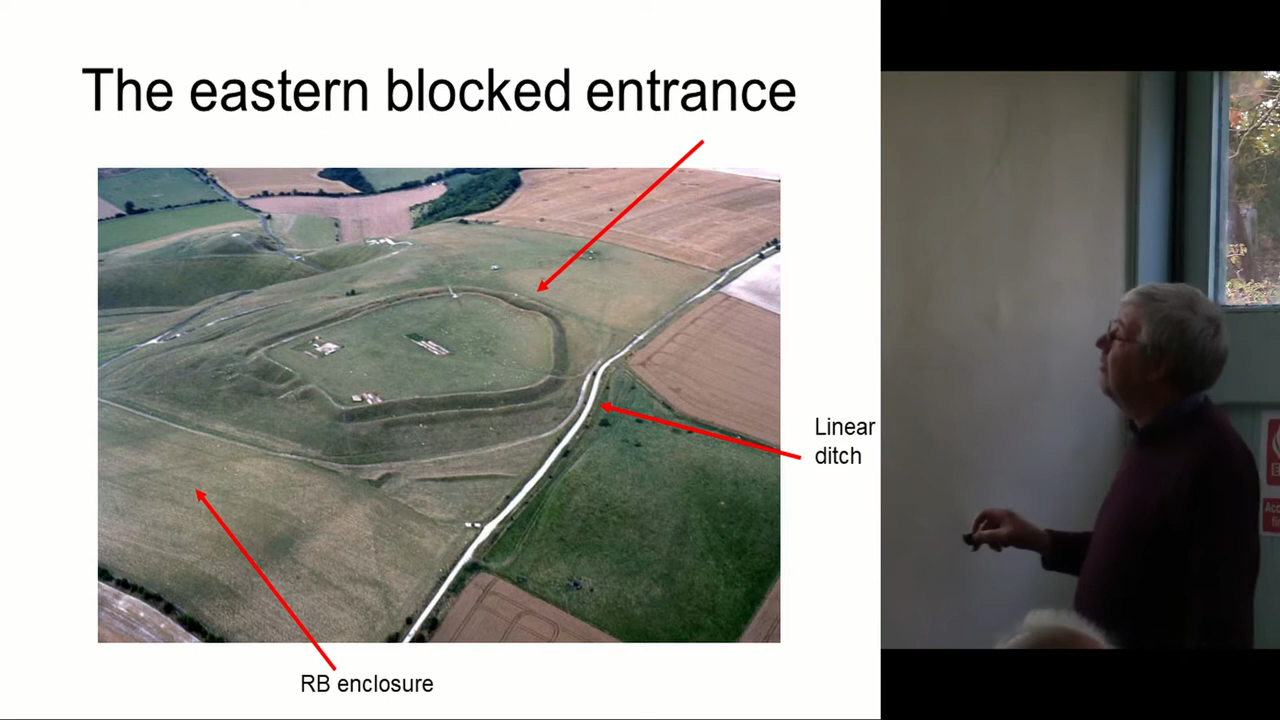 The eastern blocked entrance
Linear
ditch
RB enclosure